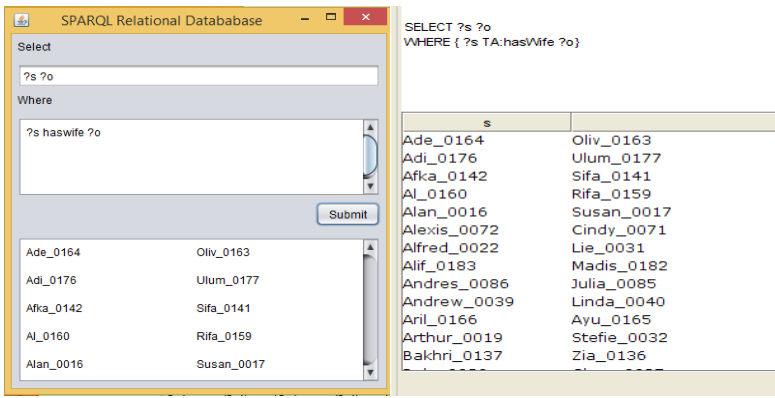 SPARQL Relational Datababase
Select
?s ?o
Where
?s haswife ?o
Submit
Ade_0164 Oliv_0163
Adi_0176 Ulum_0177
Afka_0142 Sifa_0141
Al_0160 Rifa_0159
Alan_0016 Susan_0017
SELECT ?s ?o
WHERE { ?s TA:hasWife ?o}
s
Ade_0164 Oliv_0163
Adi_0176 Ulum_0177
Afka_0142 Sifa_0141
Al_0160 Rifa_0159
Alan_0016 Susan_0017
Alexis_0072 Cindy_0071
Alfred_0022 Lie_0031
Alif_0183 Madis_0182
Andres_0086 Julia_0085
Andrew_0039 Linda_0040
Aril_0166 Ayu_0165
Arthur_0019 Stefie_0032
Bakhri_0137 Zia_0136